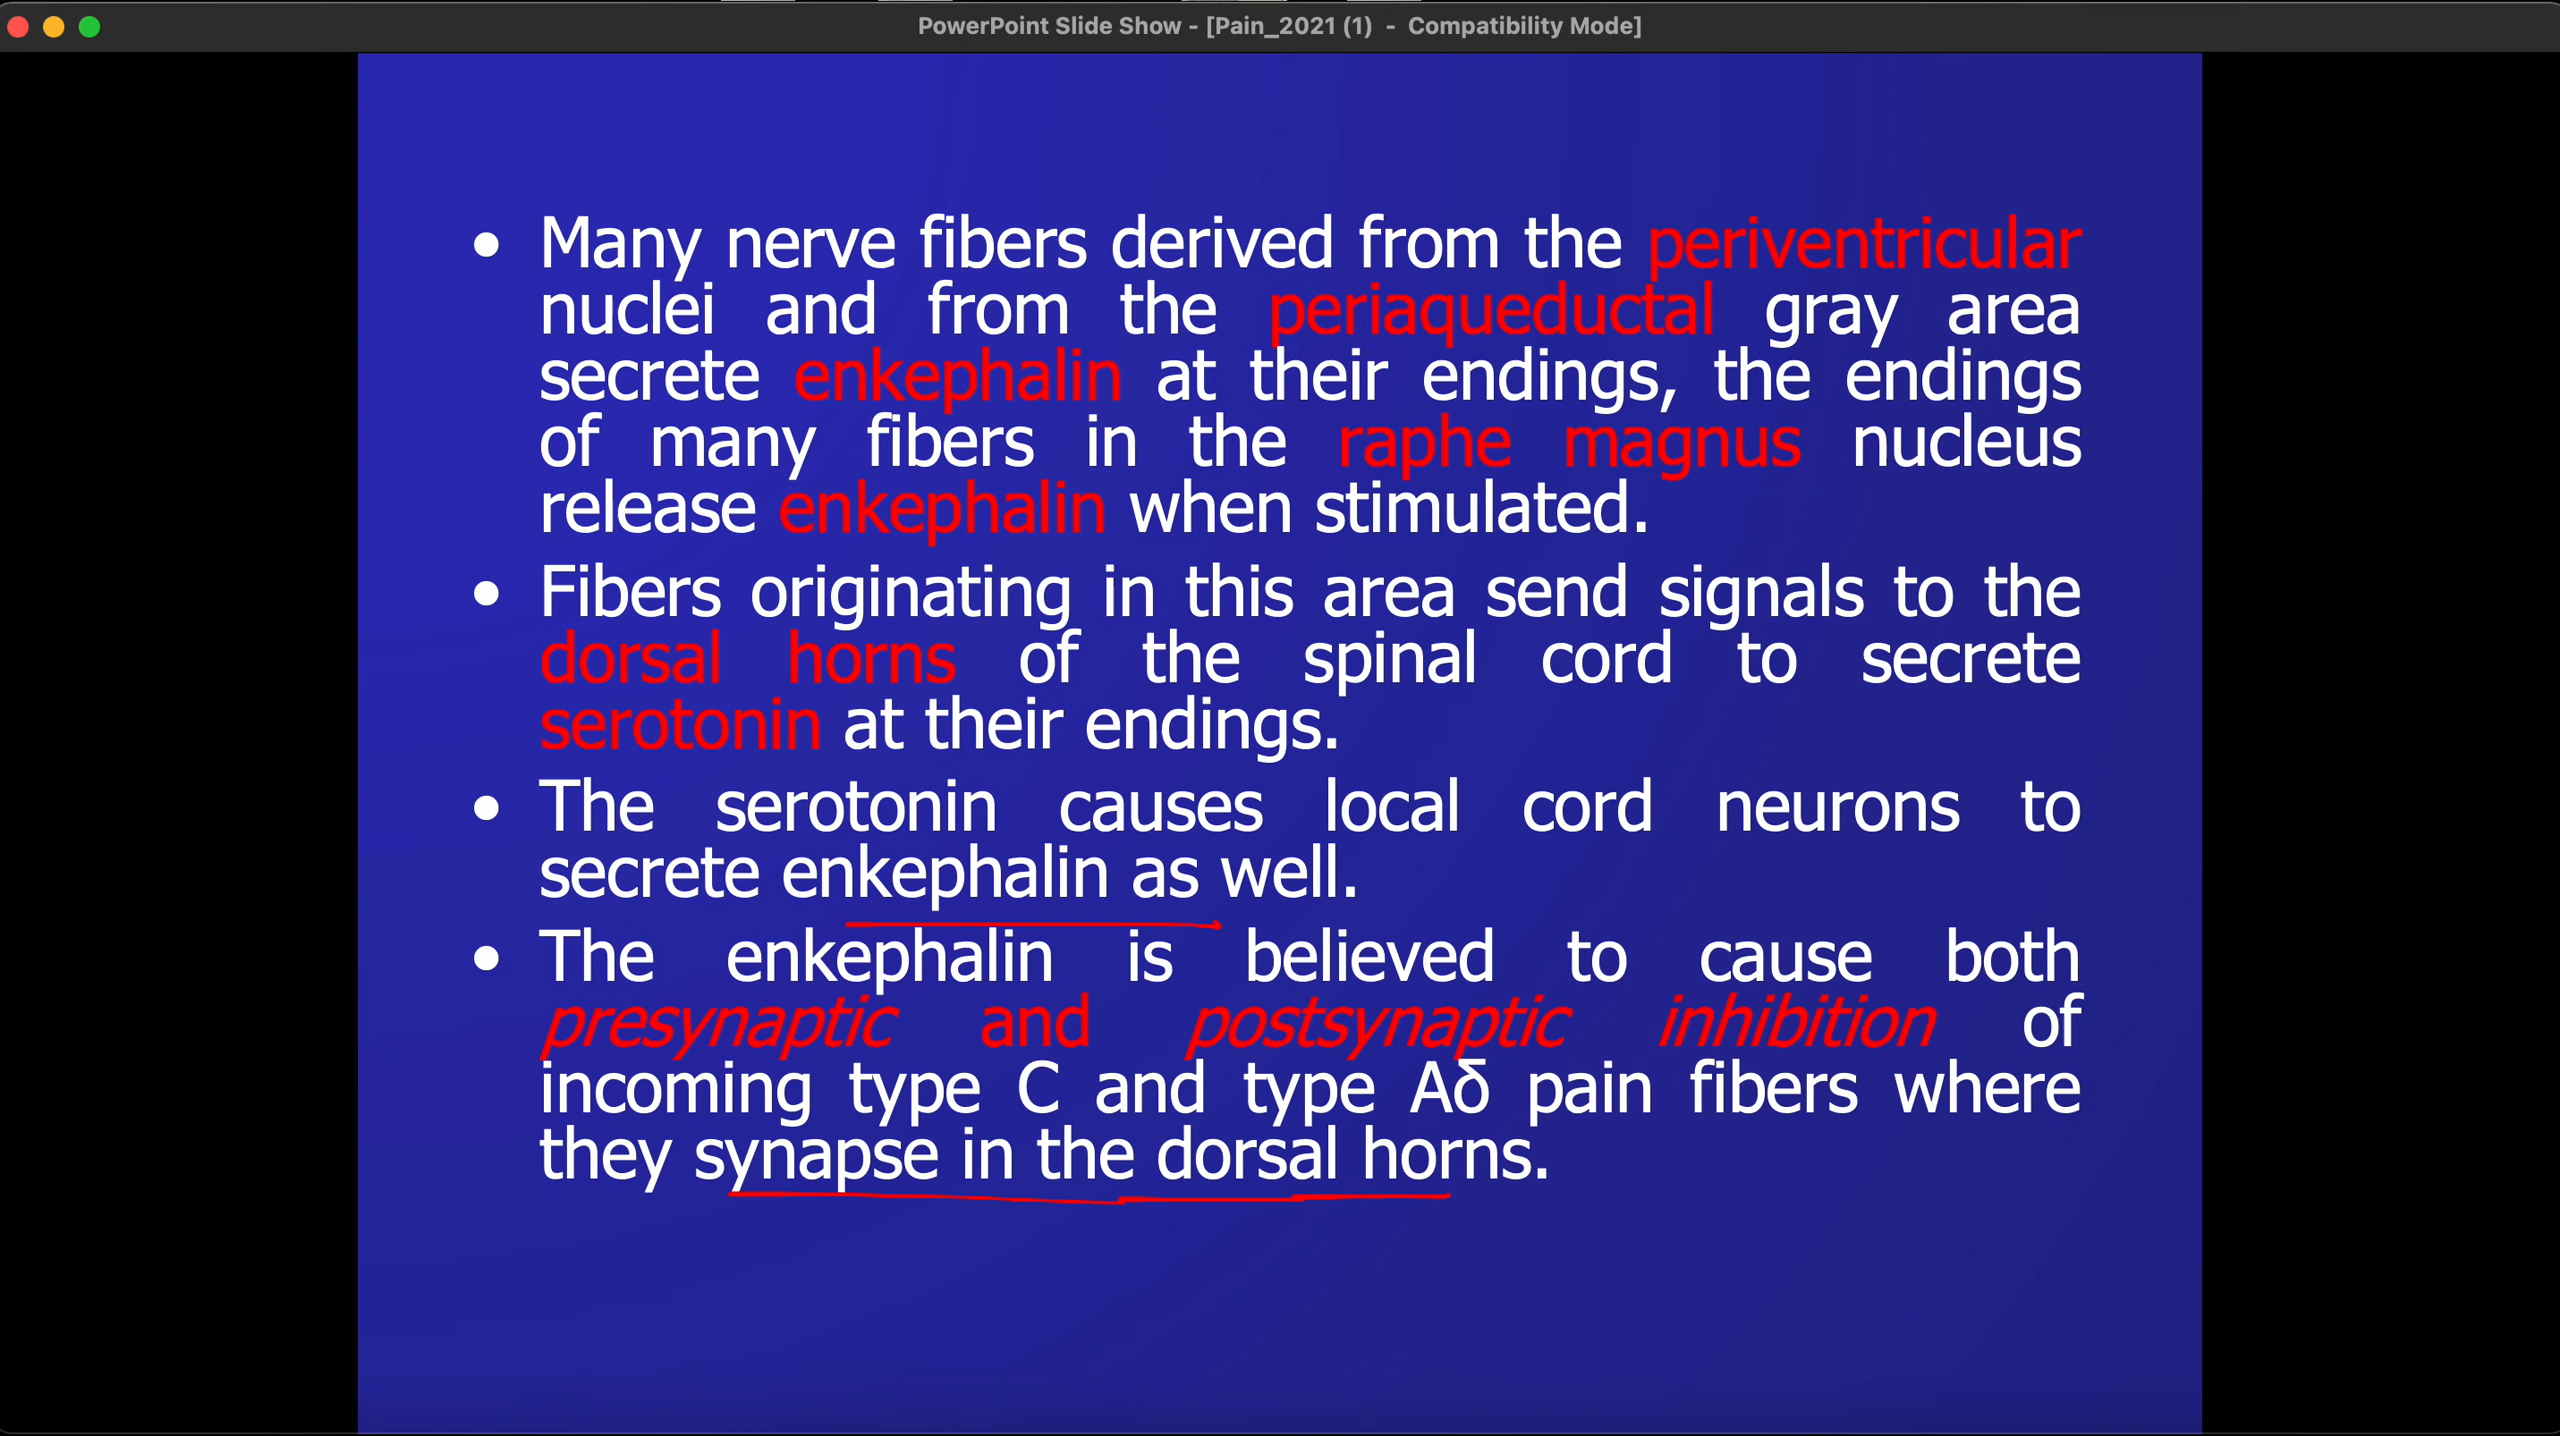 PowerPoint Slide Show - [Pain_2021 (1)  -  Compatibility Mode]
• Many nerve fibers derived from the periventricular
nuclei and from the periaqueductal gray area
secrete enkephalin at their endings, the endings
of many fibers in the raphe magnus nucleus
release enkephalin when stimulated.
• Fibers originating in this area send signals to the
dorsal horns of the spinal cord to secrete
serotonin at their endings.
• The serotonin causes local cord neurons to
secrete enkephalin as well.
• The enkephalin is believed to cause both
presynaptic and postsynaptic inhibition of
incoming type C and type Aδ pain fibers where
they synapse in the dorsal horns.